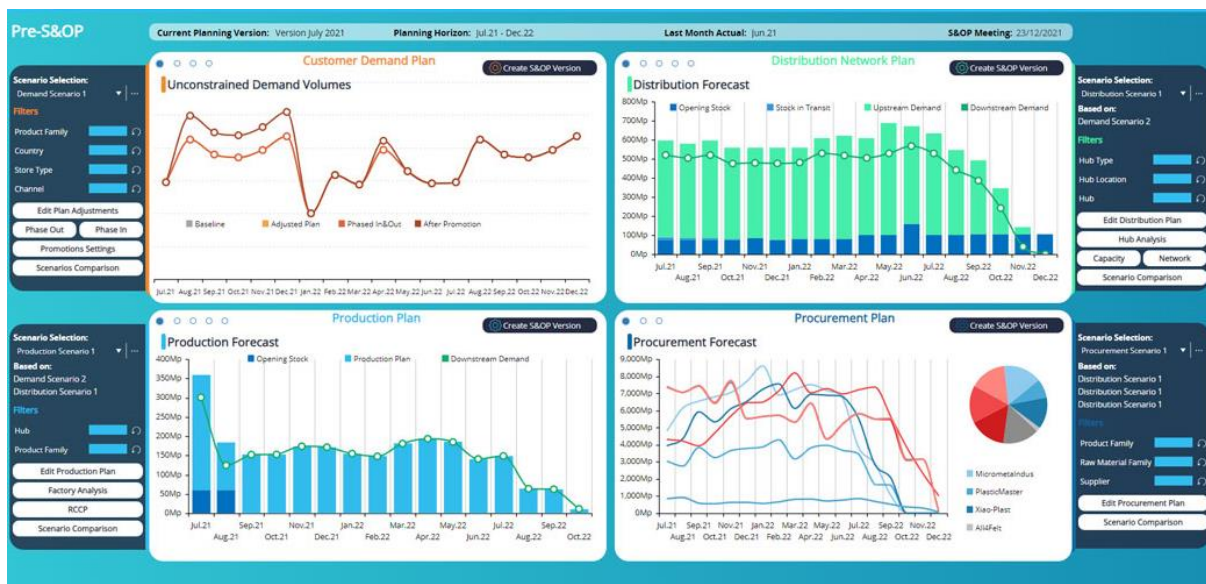 Pre-S&OP
Current Planning Version: Version July 2021
Planning Horizon: Jul.21 - Dec.22
Last Month Actual: Jun.21
S&OP Meeting: 23/12/2021
Scenario Selection:
Demand Scenario 1
Filters
Product Family
Country
Store Type
Channel
Edit Plan Adjustments
Phase Out
Phase In
Promotions Settings
Scenarios Comparison
Customer Demand Plan
Create S&OP Version
Unconstrained Demand Volumes
Baseline
Adjusted Plan
Phased In&Out
After Promotion
Jul.21 Aug.21 Sep.21 Oct.21 Nov.21 Dec.21 Jan.22 Feb.22 Mar.22 Apr.22 May.22 Jun.22 Jul.22 Aug.22 Sep.22 Oct.22 Nov.22 Dec.22
Distribution Network Plan
Create S&OP Version
Distribution Forecast
Opening Stock
Stock in Transit
Upstream Demand
Downstream Demand
800Mp
700Mp
600Mp
500Mp
400Mp
300Mp
200Mp
100Mp
0Mp
Jul.21 Sep.21 Nov.21 Jan.22 Mar.22 May.22 Jul.22 Sep.22 Nov.22
Aug.21 Oct.21 Dec.21 Feb.22 Apr.22 Jun.22 Aug.22 Oct.22 Dec.22
Scenario Selection:
Distribution Scenario 1
Based on:
Demand Scenario 2
Filters
Hub Type
Hub Location
Hub
Edit Distribution Plan
Hub Analysis
Capacity
Network
Scenario Comparison
Scenario Selection:
Production Scenario 1
Based on:
Demand Scenario 2
Distribution Scenario 1
Filters
Hub
Product Family
Edit Production Plan
Factory Analysis
RCCP
Scenario Comparison
Production Plan
Create S&OP Version
Production Forecast
Opening Stock
Production Plan
Downstream Demand
400Mp
350Mp
300Mp
250Mp
200Mp
150Mp
100Mp
50Mp
0Mp
Jul.21 Sep.21 Nov.21 Jan.22 Mar.22 May.22 Jul.22 Sep.22
Aug.21 Oct.21 Dec.21 Feb.22 Apr.22 Jun.22 Aug.22 Oct.22
Procurement Plan
Create S&OP Version
Procurement Forecast
9,000Mp
8,000Mp
7,000Mp
6,000Mp
5,000Mp
4,000Mp
3,000Mp
2,000Mp
1,000Mp
0Mp
Jul.21 Sep.21 Nov.21 Jan.22 Mar.22 May.22 Jul.22 Sep.22 Nov.22
Aug.21 Oct.21 Dec.21 Feb.22 Apr.22 Jun.22 Aug.22 Oct.22 Dec.22
Micrometalndus
PlasticMaster
Xiao-Plast
All4Felt
Scenario Selection:
Procurement Scenario 1
Based on:
Distribution Scenario 1
Distribution Scenario 1
Distribution Scenario 1
Filters
Product Family
Raw Material Family
Supplier
Edit Procurement Plan
Scenario Comparison